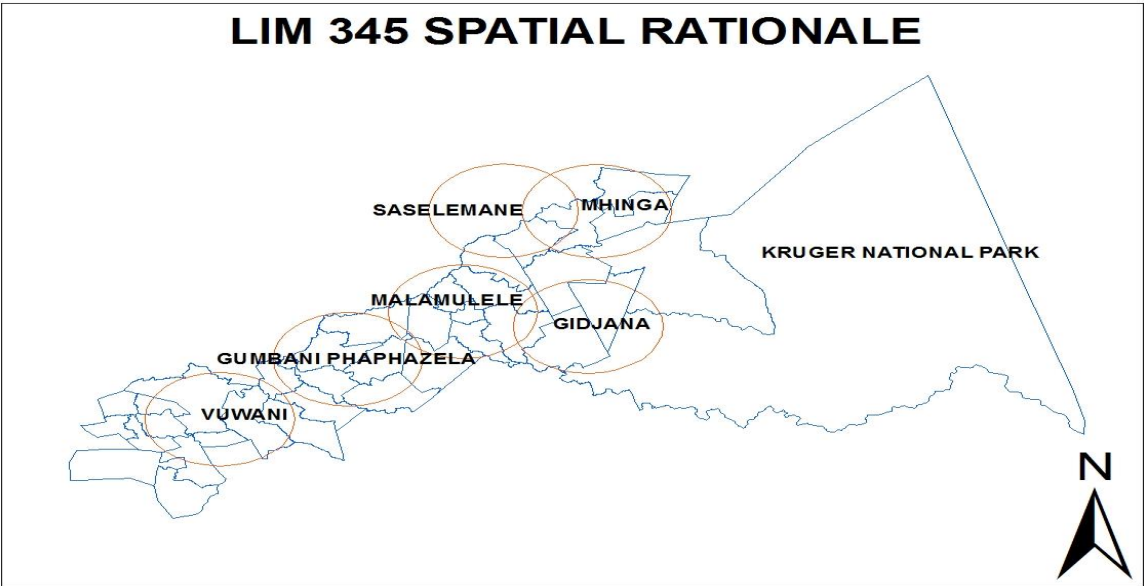 LIM 345 SPATIAL RATIONALE
SASELEMANE
MHINGA
KRUGER NATIONAL PARK
MALAMULELE
GIDJANA
GUMBANI PHAPHAZELA
VUWANI
N